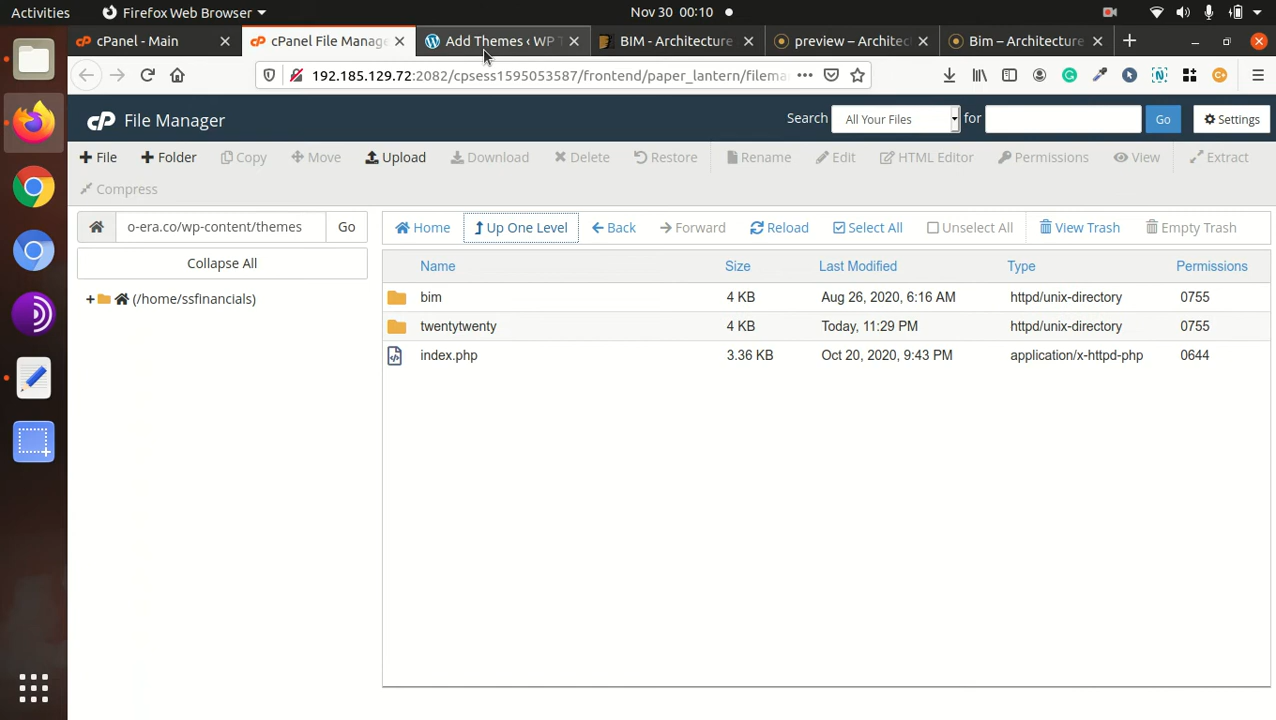 Activities
Firefox Web Browser
Nov 30 00:10
cPanel - Main
cPanel File Manage
Add Themes ‹ WP T
BIM - Architecture
preview – Architec
Bim – Architecture
192.185.129.72:2082/cpsess1595053587/frontend/paper_lantern/filema
File Manager
Search
All Your Files
for
Go
Settings
File
Folder
Copy
Move
Upload
Download
Delete
Restore
Rename
Edit
HTML Editor
Permissions
View
Extract
Compress
o-era.co/wp-content/themes
Go
Collapse All
(/home/ssfinancials)
Home
Up One Level
Back
Forward
Reload
Select All
Unselect All
View Trash
Empty Trash
Name Size Last Modified Type Permissions
bim 4 KB Aug 26, 2020, 6:16 AM httpd/unix-directory 0755
twentytwenty 4 KB Today, 11:29 PM httpd/unix-directory 0755
index.php 3.36 KB Oct 20, 2020, 9:43 PM application/x-httpd-php 0644